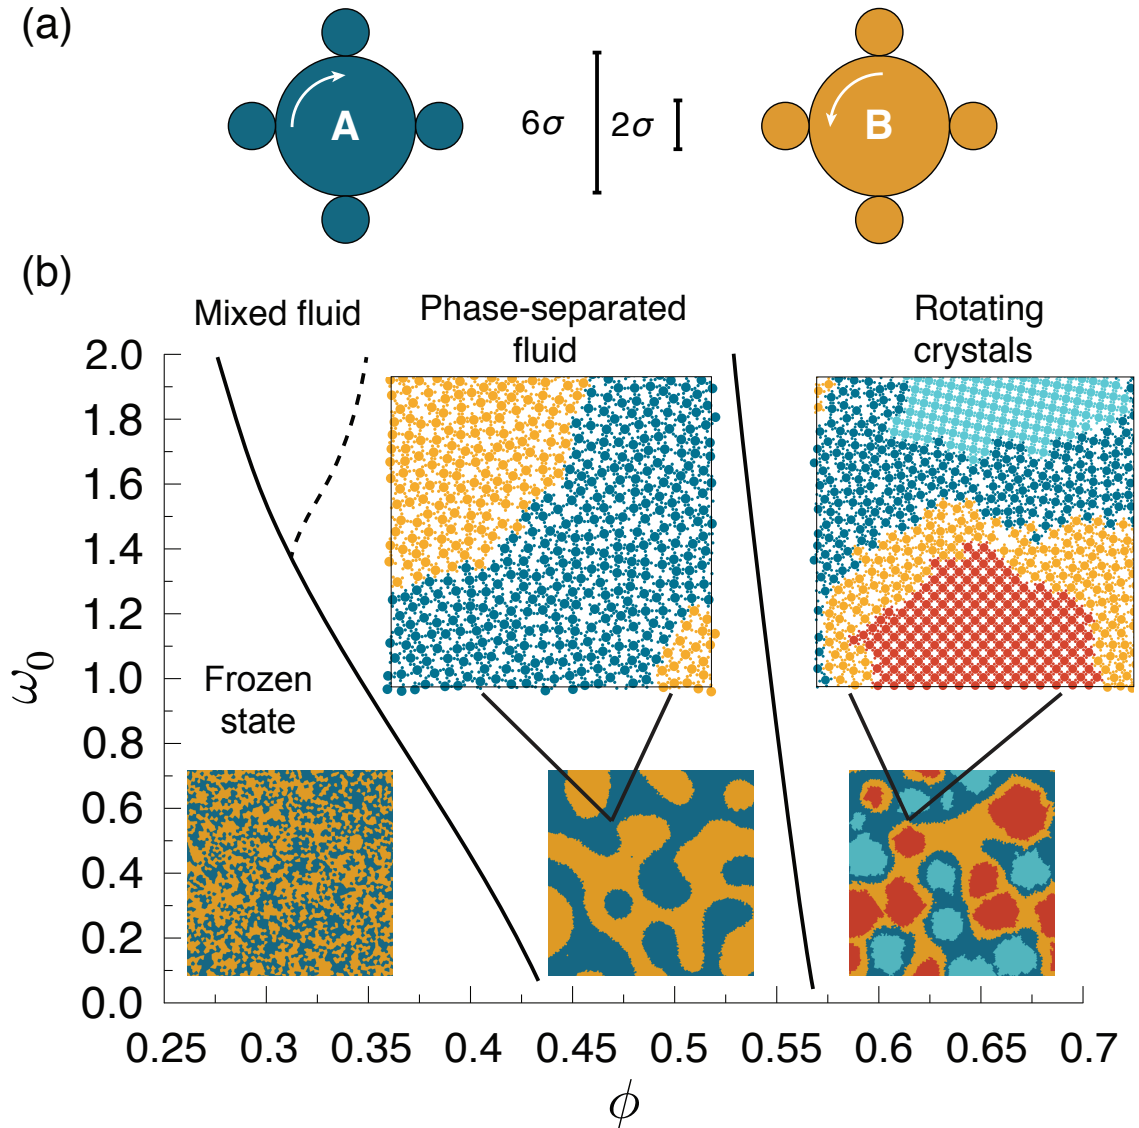 (a)
A
6σ
2σ
B
(b)
Mixed fluid
Phase-separated
fluid
Rotating
crystals
2.0
1.8
1.6
1.4
1.2
1.0
0.8
0.6
0.4
0.2
0.0
ω0
Frozen
state
0.25
0.3
0.35
0.4
0.45
0.5
0.55
0.6
0.65
0.7
ϕ